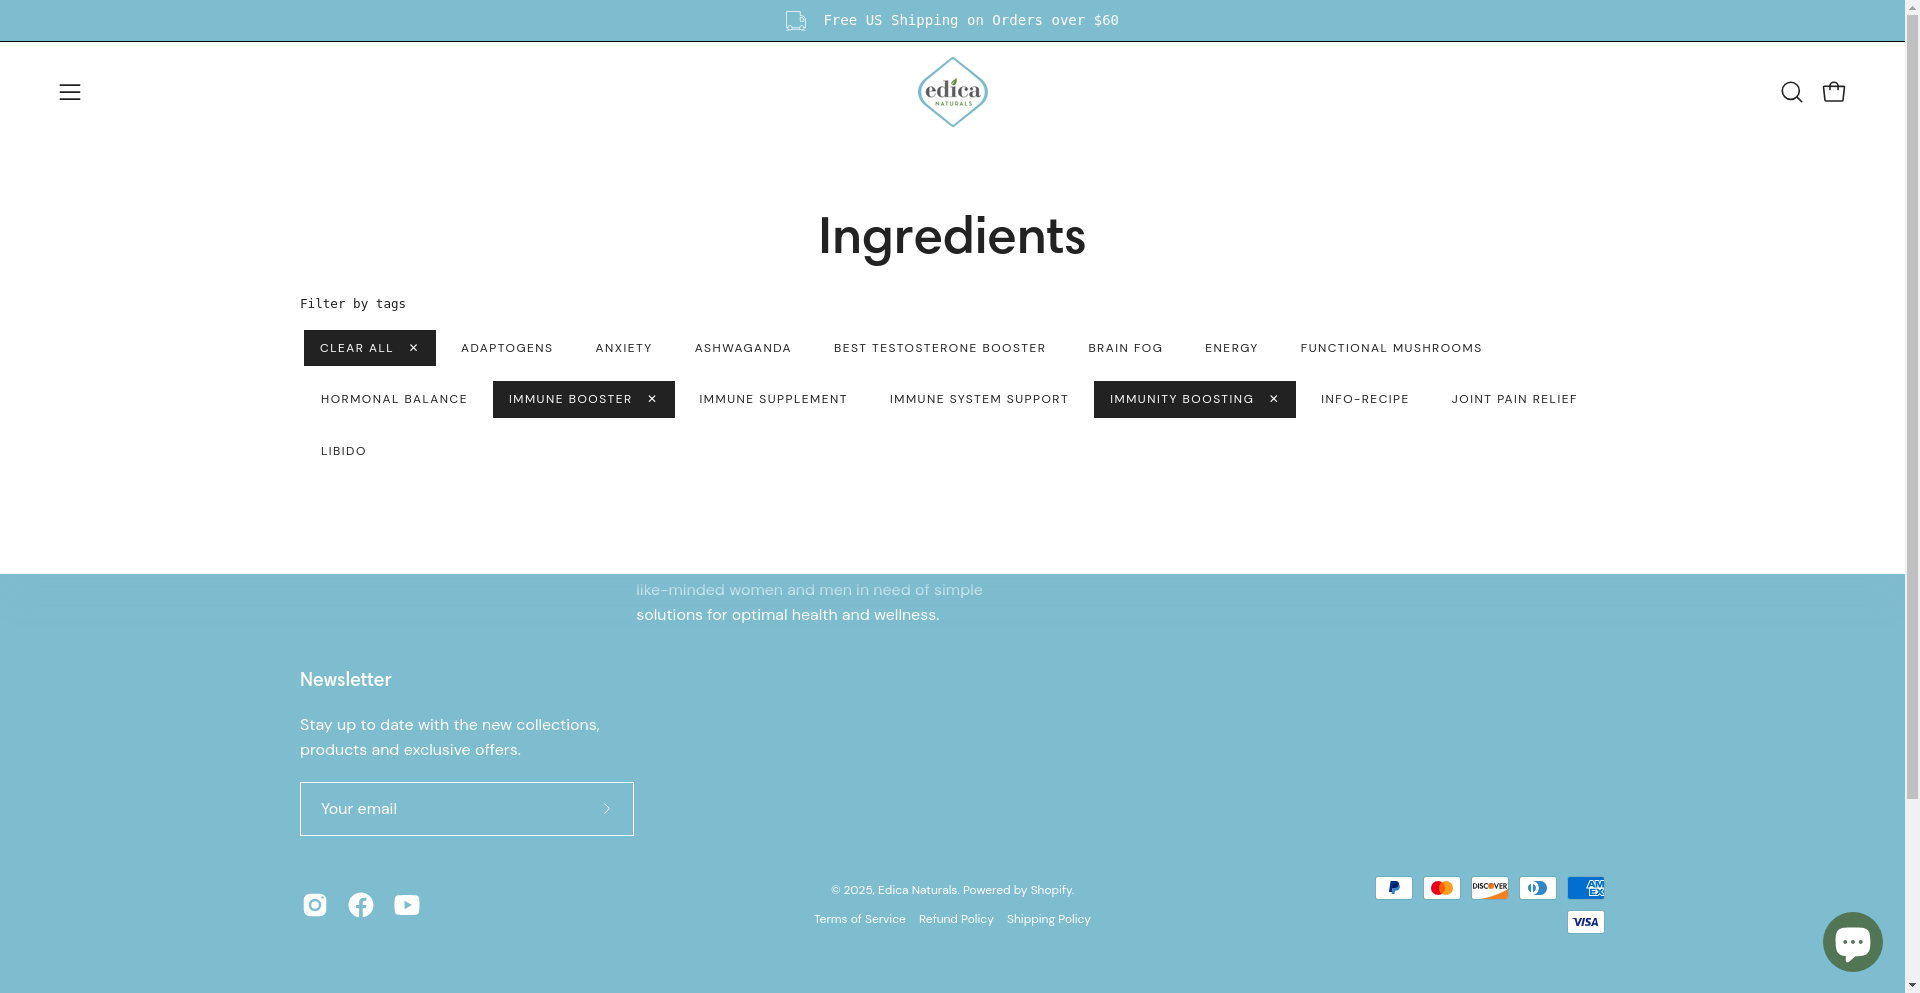 Free US Shipping on Orders over $60
edica
NATURALS
Ingredients
Filter by tags
CLEAR ALL ✕ ADAPTOGENS ANXIETY ASHWAGANDA BEST TESTOSTERONE BOOSTER BRAIN FOG ENERGY FUNCTIONAL MUSHROOMS
HORMONAL BALANCE IMMUNE BOOSTER ✕ IMMUNE SUPPLEMENT IMMUNE SYSTEM SUPPORT IMMUNITY BOOSTING ✕ INFO-RECIPE JOINT PAIN RELIEF
LIBIDO
like-minded women and men in need of simple
solutions for optimal health and wellness.
Newsletter
Stay up to date with the new collections,
products and exclusive offers.
Your email
© 2025, Edica Naturals. Powered by Shopify.
Terms of Service Refund Policy Shipping Policy
DISCOVER
AM
EX
VISA